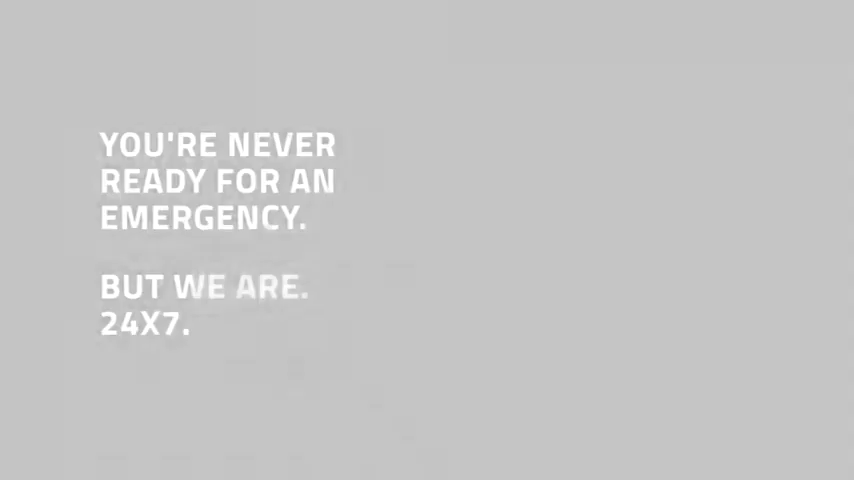 YOU'RE NEVER
READY FOR AN
EMERGENCY.
BUT WE ARE.
24X7.